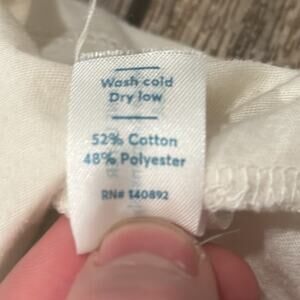 Wash cold
Dry low
52% Cotton
48% Polyester
RN# 140892